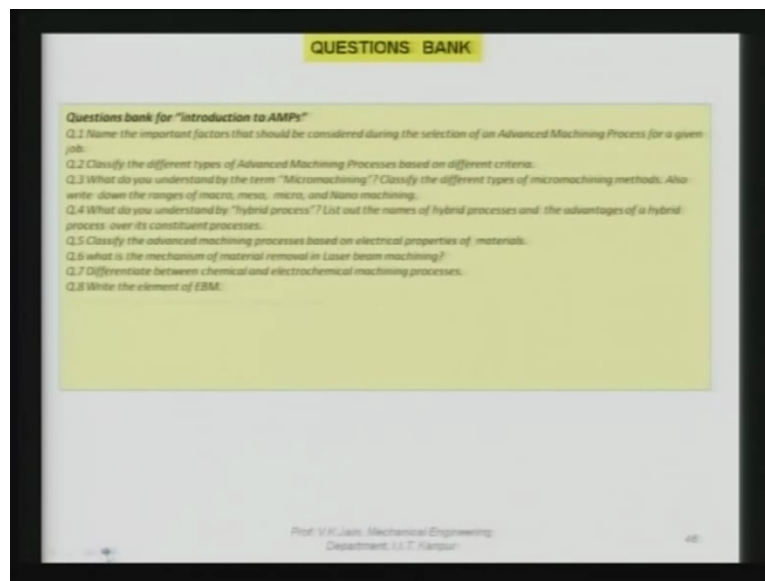 QUESTIONS BANK
Questions bank for "introduction to AMPs"
Q.1 Name the important factors that should be considered during the selection of an Advanced Machining Process for a given
job.
Q.2 Classify the different types of Advanced Machining Processes based on different criteria.
Q.3 What do you understand by the term "Micromachining"? Classify the different types of micromachining methods. Also
write down the ranges of macro, meso, micro, and Nano machining.
Q.4 What do you understand by "hybrid process"? List out the names of hybrid processes and the advantages of a hybrid
process over its constituent processes.
Q.5 Classify the advanced machining processes based on electrical properties of materials.
Q.6 what is the mechanism of material removal in Laser beam machining?
Q.7 Differentiate between chemical and electrochemical machining processes.
Q.8 Write the element of EBM.
Prof. V.K.Jain, Mechanical Engineering
Department, I.I.T. Kanpur
46